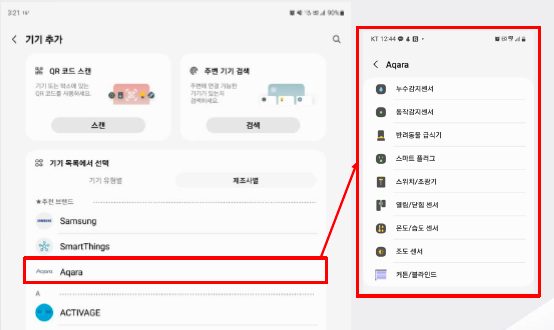 3:21
90%
기기 추가
QR 코드 스캔
기기 또는 박스에 있는
QR 코드를 사용하세요.
스캔
주변 기기 검색
주변에 연결 가능한
기기가 있는지
검색하세요.
검색
기기 목록에서 선택
기기 유형별
제조사별
★추천 브랜드
Samsung
SmartThings
Aqara
A
ACTIVAGE
KT 12:44
Aqara
누수감지센서
동작감지센서
반려동물 급식기
스마트 플러그
스위치/조광기
열림/닫힘 센서
온도/습도 센서
조도 센서
커튼/블라인드